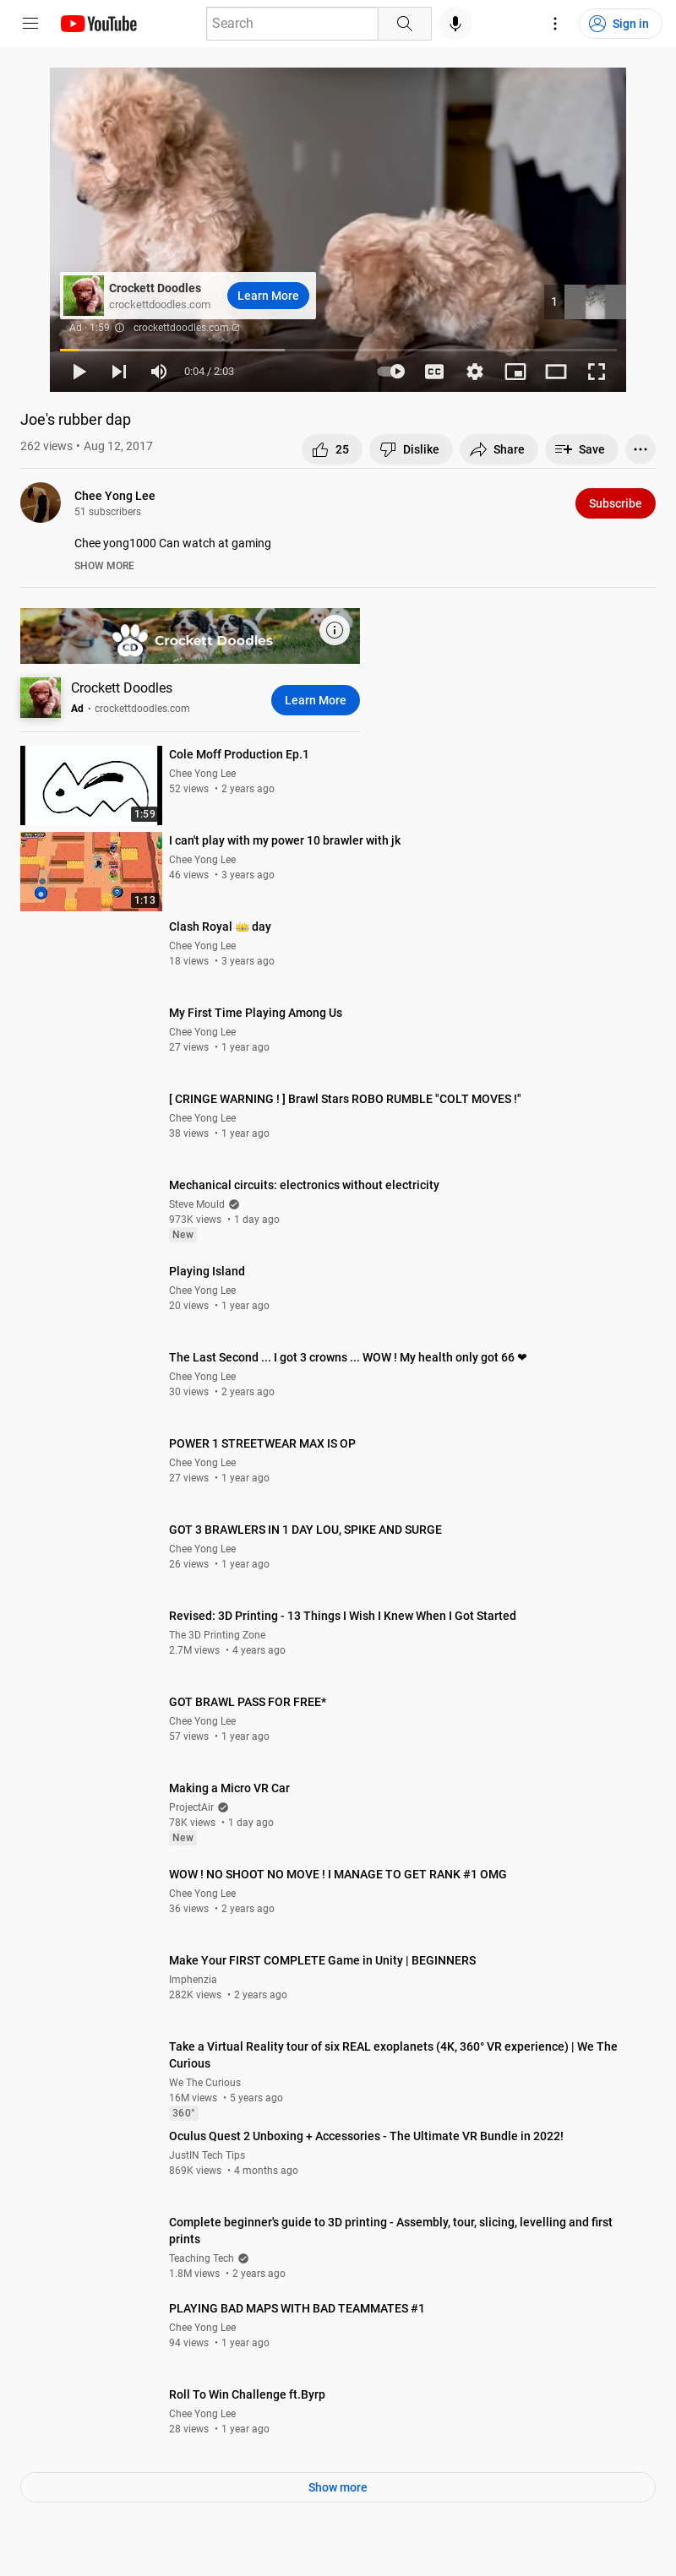 YouTube
Search
Sign in
Crockett Doodles
crockettdoodles.com
Learn More
Ad · 1:59 crockettdoodles.com
1
0:04 / 2:03
CC
Joe's rubber dap
262 views • Aug 12, 2017
25
Dislike
Share
Save
Chee Yong Lee
51 subscribers
Subscribe
Chee yong1000 Can watch at gaming
SHOW MORE
CD Crockett Doodles
Crockett Doodles
Ad · crockettdoodles.com
Learn More
Cole Moff Production Ep.1
Chee Yong Lee
52 views • 2 years ago
1:59
I can't play with my power 10 brawler with jk
Chee Yong Lee
46 views • 3 years ago
1:13
Clash Royal 👑 day
Chee Yong Lee
18 views • 3 years ago
My First Time Playing Among Us
Chee Yong Lee
27 views • 1 year ago
[ CRINGE WARNING ! ] Brawl Stars ROBO RUMBLE "COLT MOVES !"
Chee Yong Lee
38 views • 1 year ago
Mechanical circuits: electronics without electricity
Steve Mould
973K views • 1 day ago
New
Playing Island
Chee Yong Lee
20 views • 1 year ago
The Last Second ... I got 3 crowns ... WOW ! My health only got 66 ❤
Chee Yong Lee
30 views • 2 years ago
POWER 1 STREETWEAR MAX IS OP
Chee Yong Lee
27 views • 1 year ago
GOT 3 BRAWLERS IN 1 DAY LOU, SPIKE AND SURGE
Chee Yong Lee
26 views • 1 year ago
Revised: 3D Printing - 13 Things I Wish I Knew When I Got Started
The 3D Printing Zone
2.7M views • 4 years ago
GOT BRAWL PASS FOR FREE*
Chee Yong Lee
57 views • 1 year ago
Making a Micro VR Car
ProjectAir
78K views • 1 day ago
New
WOW ! NO SHOOT NO MOVE ! I MANAGE TO GET RANK #1 OMG
Chee Yong Lee
36 views • 2 years ago
Make Your FIRST COMPLETE Game in Unity | BEGINNERS
Imphenzia
282K views • 2 years ago
Take a Virtual Reality tour of six REAL exoplanets (4K, 360° VR experience) | We The
Curious
We The Curious
16M views • 5 years ago
360°
Oculus Quest 2 Unboxing + Accessories - The Ultimate VR Bundle in 2022!
JustIN Tech Tips
869K views • 4 months ago
Complete beginner's guide to 3D printing - Assembly, tour, slicing, levelling and first
prints
Teaching Tech
1.8M views • 2 years ago
PLAYING BAD MAPS WITH BAD TEAMMATES #1
Chee Yong Lee
94 views • 1 year ago
Roll To Win Challenge ft.Byrp
Chee Yong Lee
28 views • 1 year ago
Show more